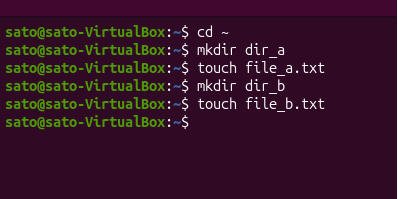 sato@sato-VirtualBox:~$ cd ~
sato@sato-VirtualBox:~$ mkdir dir_a
sato@sato-VirtualBox:~$ touch file_a.txt
sato@sato-VirtualBox:~$ mkdir dir_b
sato@sato-VirtualBox:~$ touch file_b.txt
sato@sato-VirtualBox:~$